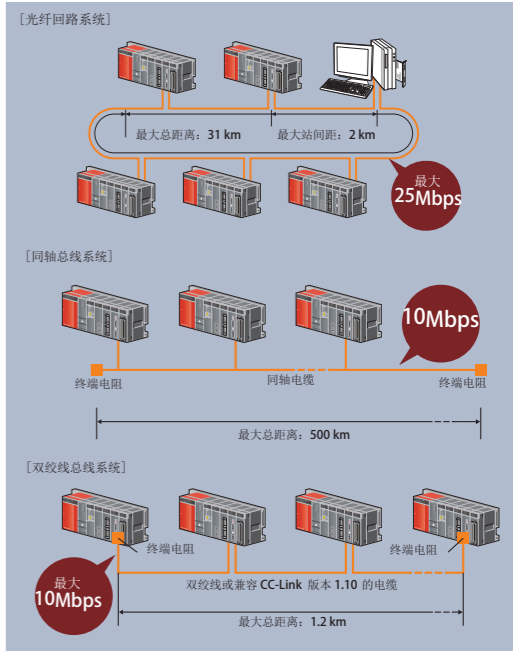 [光纤回路系统]
最大总距离：31 km
最大站间距：2 km
最大
25Mbps
[同轴总线系统]
10Mbps
终端电阻
同轴电缆
终端电阻
最大总距离：500 km
[双绞线总线系统]
终端电阻
终端电阻
最大
10Mbps
双绞线或兼容 CC-Link 版本 1.10 的电缆
最大总距离：1.2 km